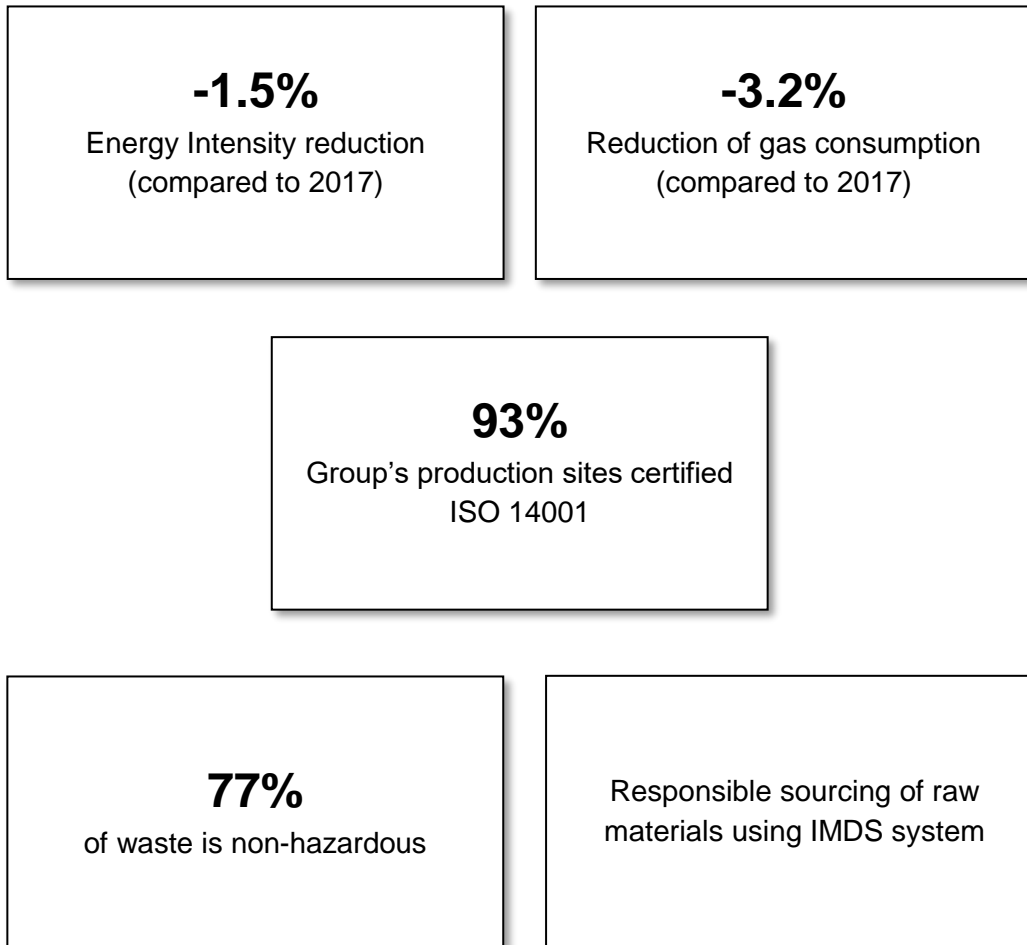 -1.5%
Energy Intensity reduction
(compared to 2017)
-3.2%
Reduction of gas consumption
(compared to 2017)
93%
Group’s production sites certified
ISO 14001
77%
of waste is non-hazardous
Responsible sourcing of raw
materials using IMDS system